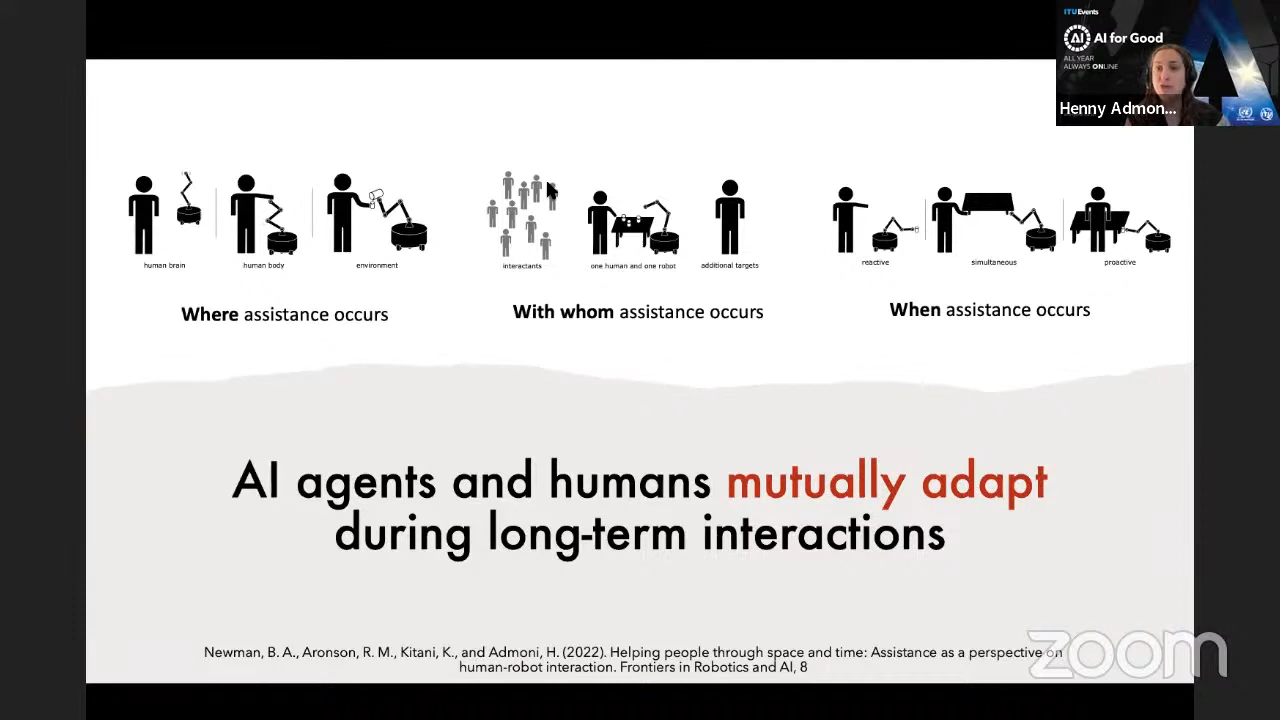 ITUEvents
AI AI for Good
ALL YEAR
ALWAYS ONLINE
Henny Admon...
human brain
human body
environment
interactants
one human and one robot
additional targets
reactive
simultaneous
proactive
Where assistance occurs
With whom assistance occurs
When assistance occurs
AI agents and humans mutually adapt
during long-term interactions
Newman, B. A., Aronson, R. M., Kitani, K., and Admoni, H. (2022). Helping people through space and time: Assistance as a perspective on
human-robot interaction. Frontiers in Robotics and AI, 8
zoom